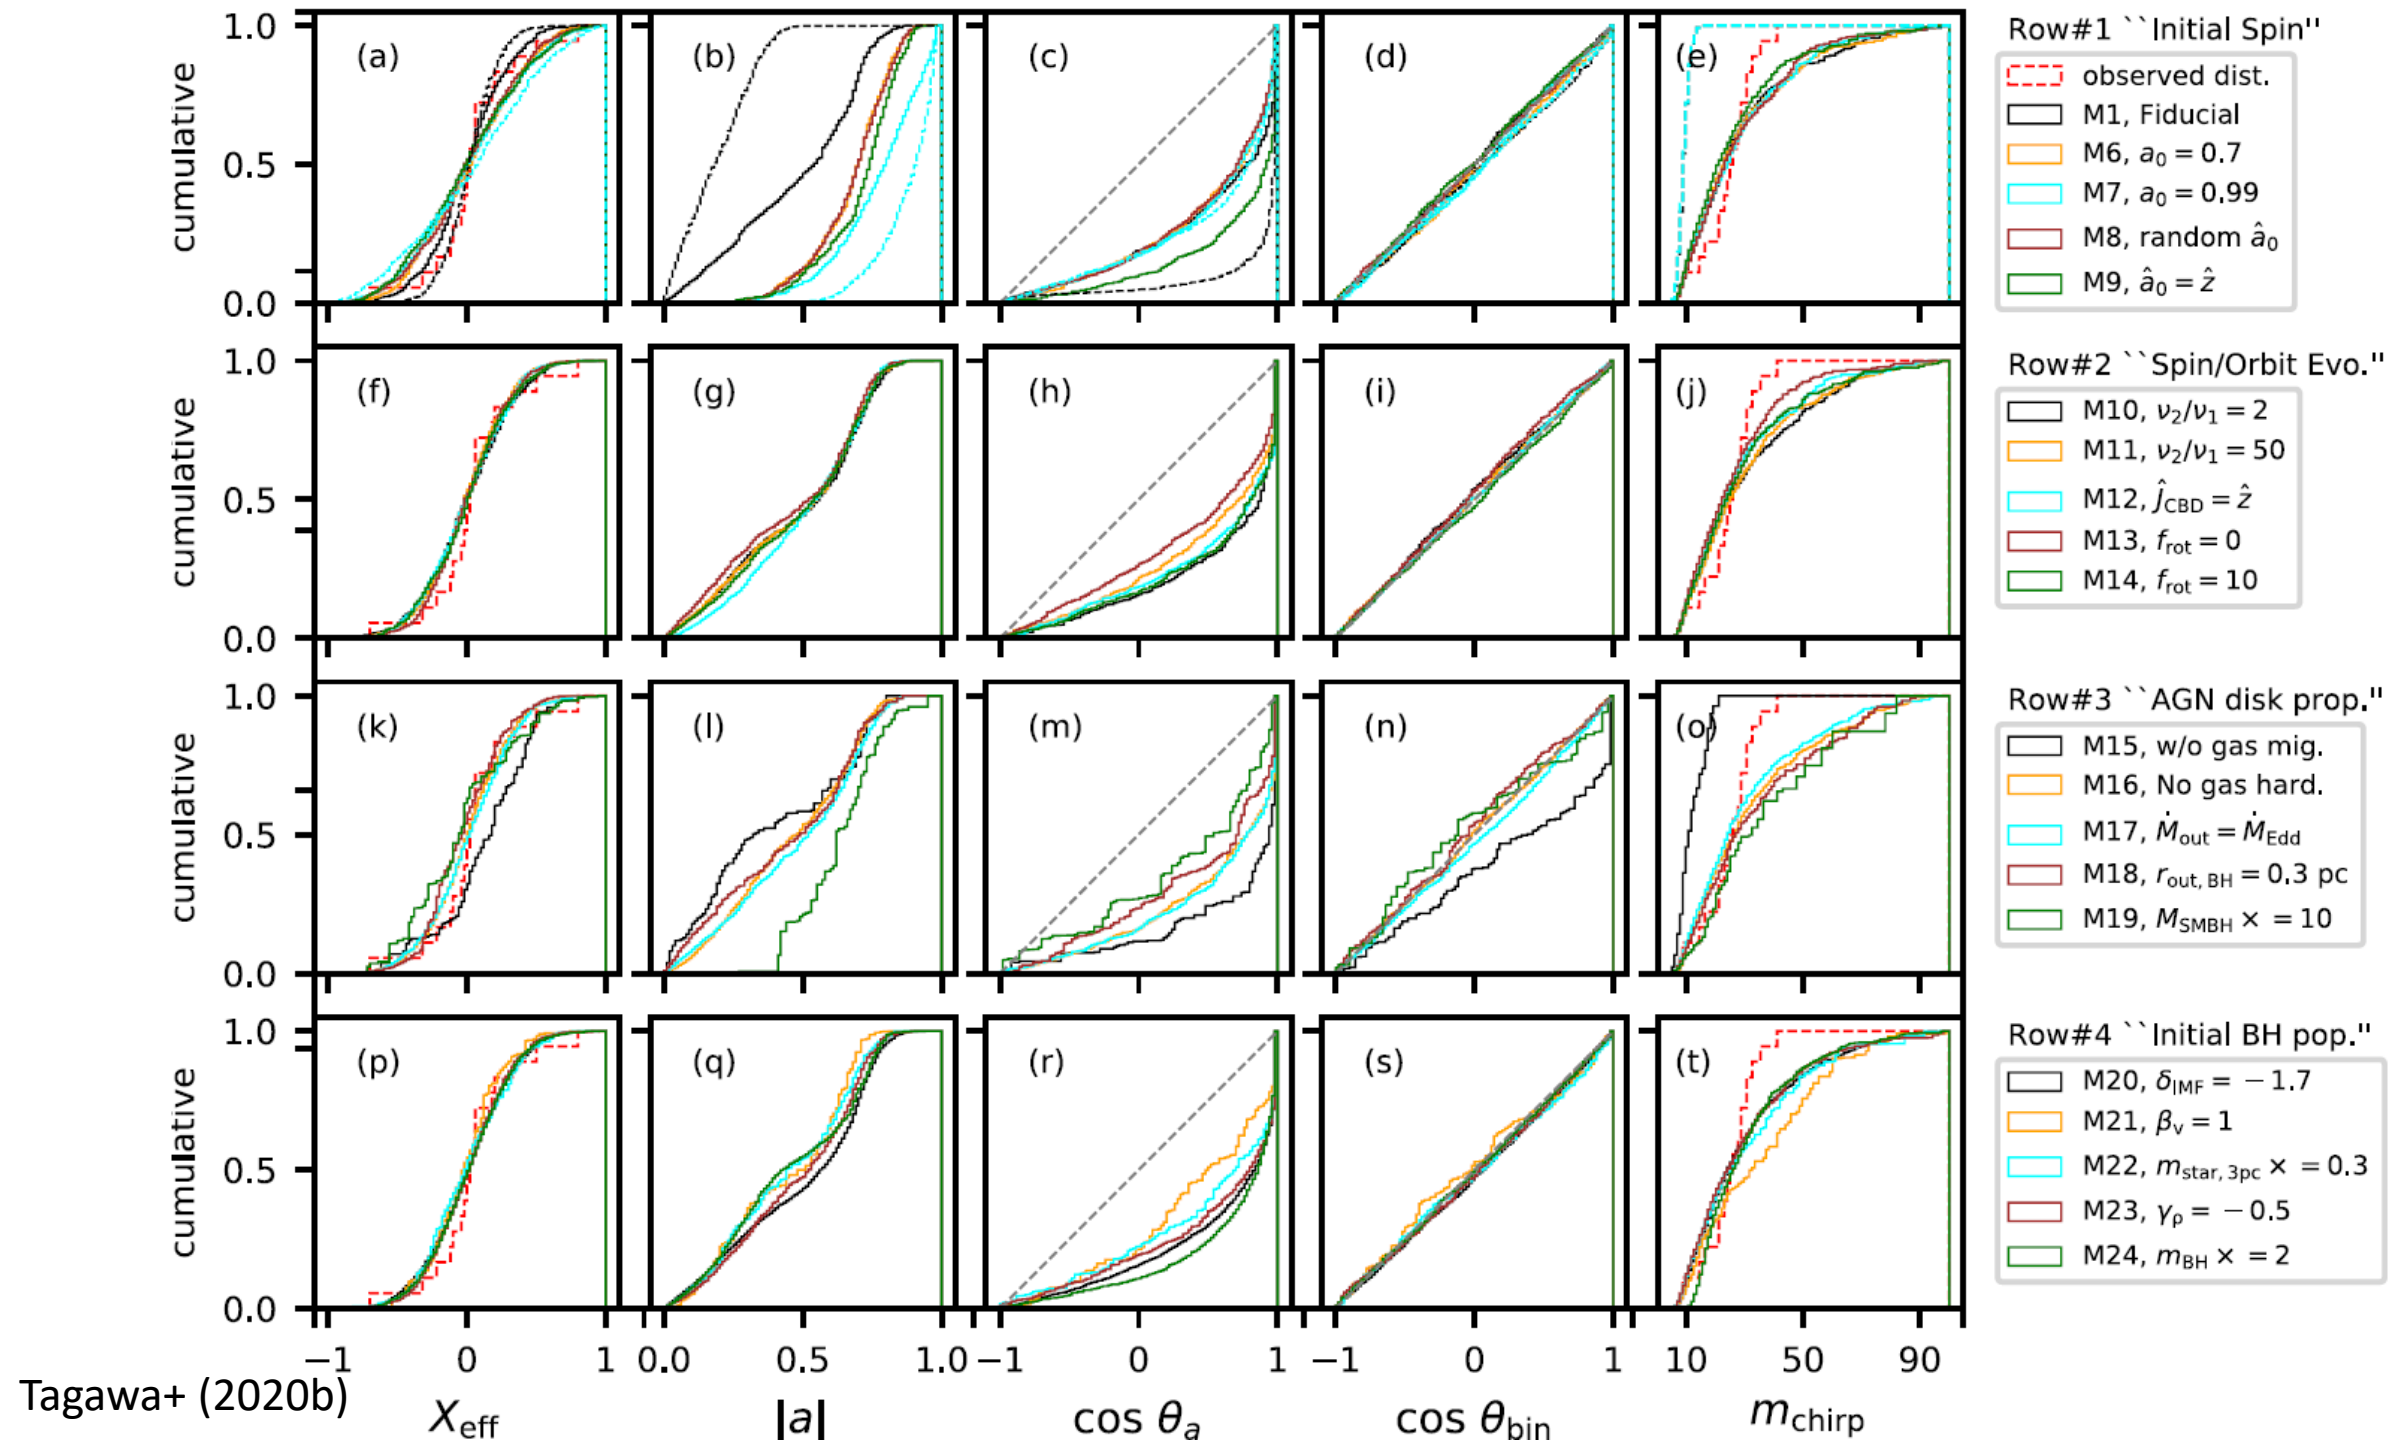 1.0
0.5
0.0
cumulative
(a)
(b)
(c)
(d)
(e)
Row#1 ``Initial Spin''
observed dist.
M1, Fiducial
M6, a₀ = 0.7
M7, a₀ = 0.99
M8, random â₀
M9, â₀ = ẑ
1.0
0.5
0.0
cumulative
(f)
(g)
(h)
(i)
(j)
Row#2 ``Spin/Orbit Evo.''
M10, ν₂/ν₁ = 2
M11, ν₂/ν₁ = 50
M12, ĵ_CBD = ẑ
M13, f_rot = 0
M14, f_rot = 10
1.0
0.5
0.0
cumulative
(k)
(l)
(m)
(n)
(o)
Row#3 ``AGN disk prop.''
M15, w/o gas mig.
M16, No gas hard.
M17, Ṁ_out = Ṁ_Edd
M18, r_out, BH = 0.3 pc
M19, M_SMBH × = 10
1.0
0.5
0.0
cumulative
(p)
(q)
(r)
(s)
(t)
Row#4 ``Initial BH pop.''
M20, δ_IMF = −1.7
M21, β_v = 1
M22, m_star, 3pc × = 0.3
M23, γ_ρ = −0.5
M24, m_BH × = 2
−1 0 1
0.0 0.5 1.0
−1 0 1
−1 0 1
10 50 90
X_eff
|a|
cos θ_a
cos θ_bin
m_chirp
Tagawa+ (2020b)